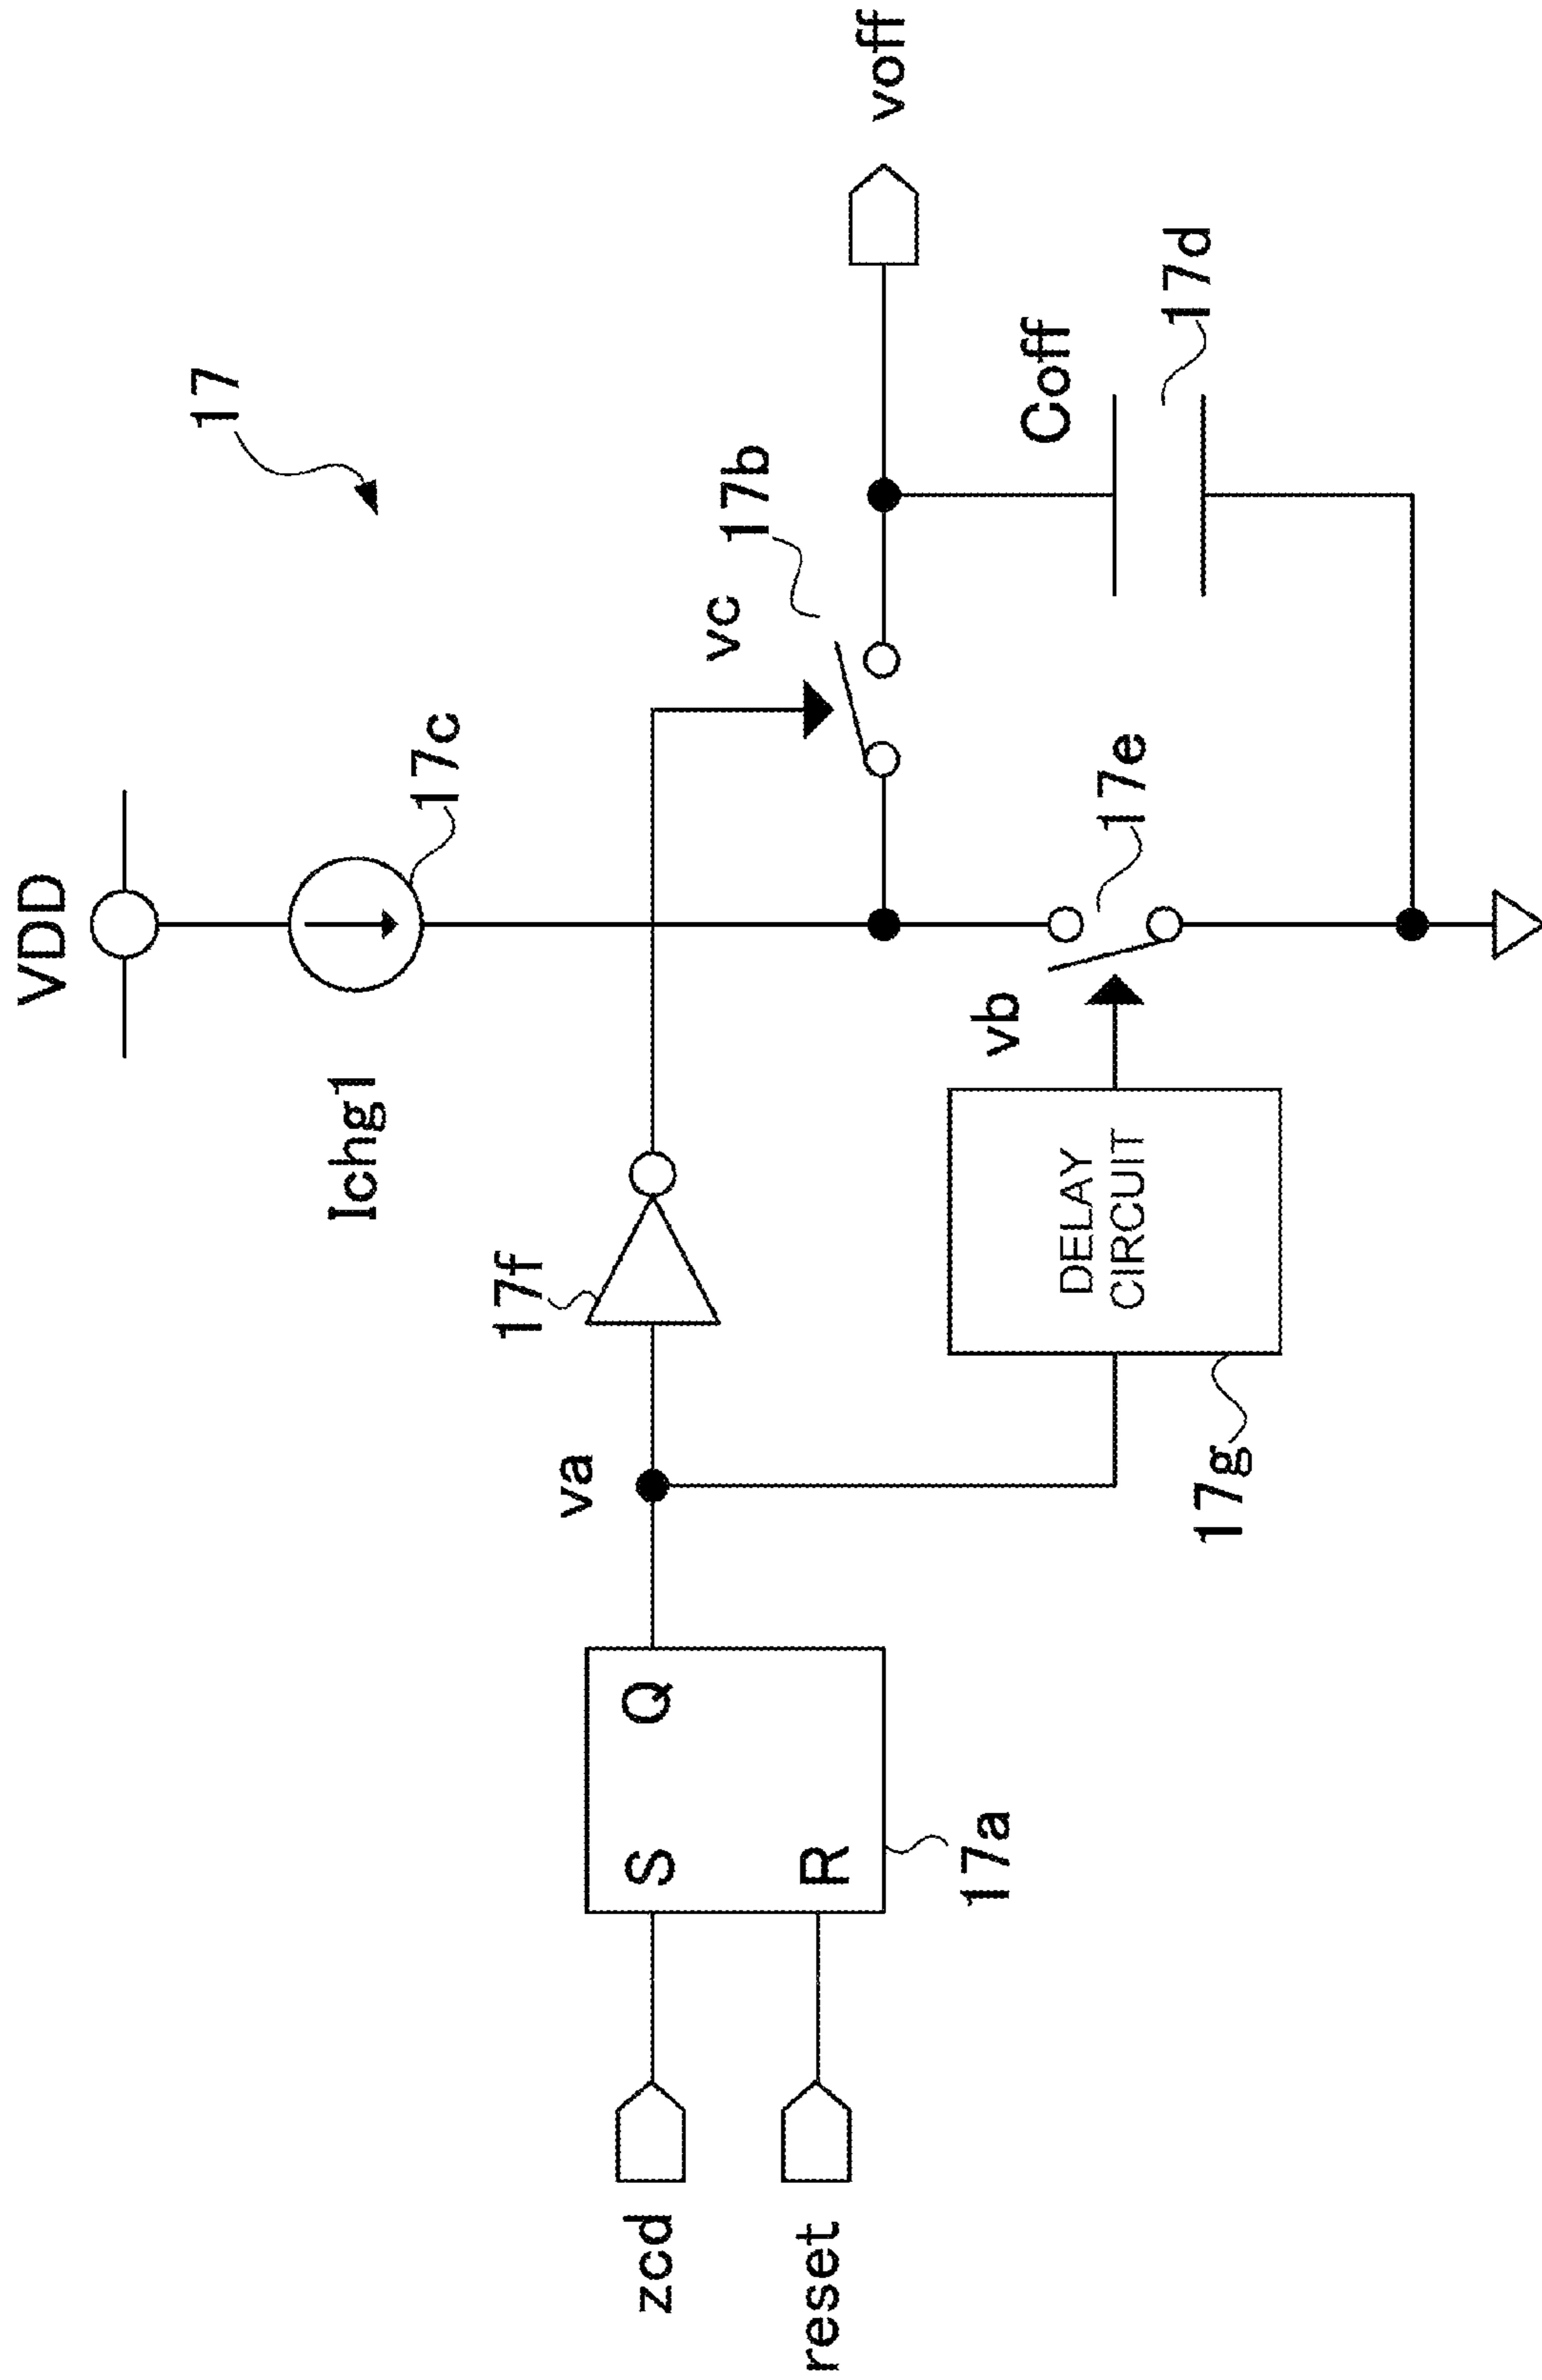 17
VDD
Ichg1
17c
17f
vc
17b
voff
va
zcd
S
Q
reset
R
17a
vb
DELAY
CIRCUIT
17g
17e
Coff
17d